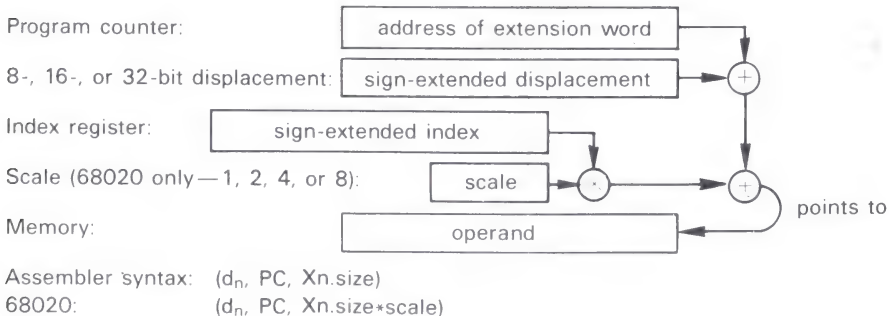 Program counter: address of extension word
8-, 16-, or 32-bit displacement: sign-extended displacement +
Index register: sign-extended index
Scale (68020 only—1, 2, 4, or 8): scale · +
points to
Memory: operand
Assembler syntax: (dn, PC, Xn.size)
68020: (dn, PC, Xn.size*scale)